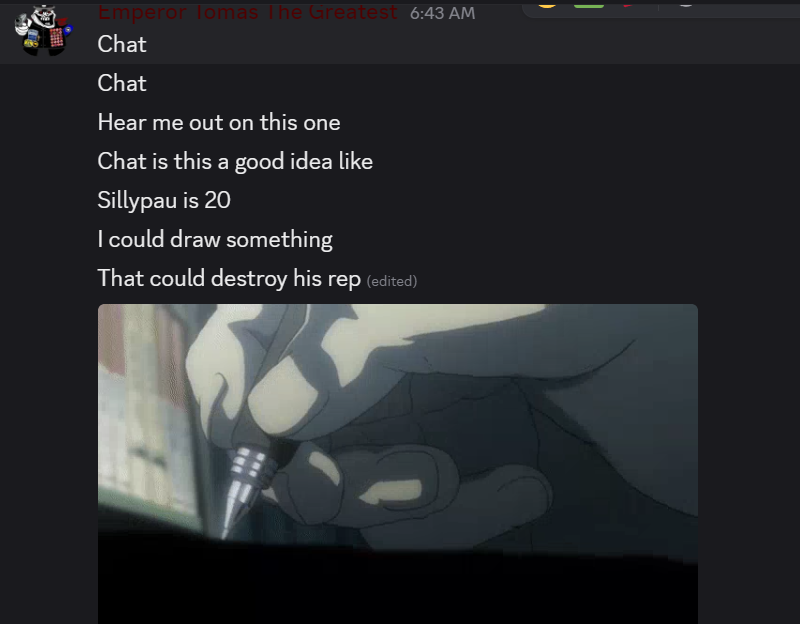 Emperor Tomas The Greatest 6:43 AM
Chat
Chat
Hear me out on this one
Chat is this a good idea like
Sillypau is 20
I could draw something
That could destroy his rep (edited)